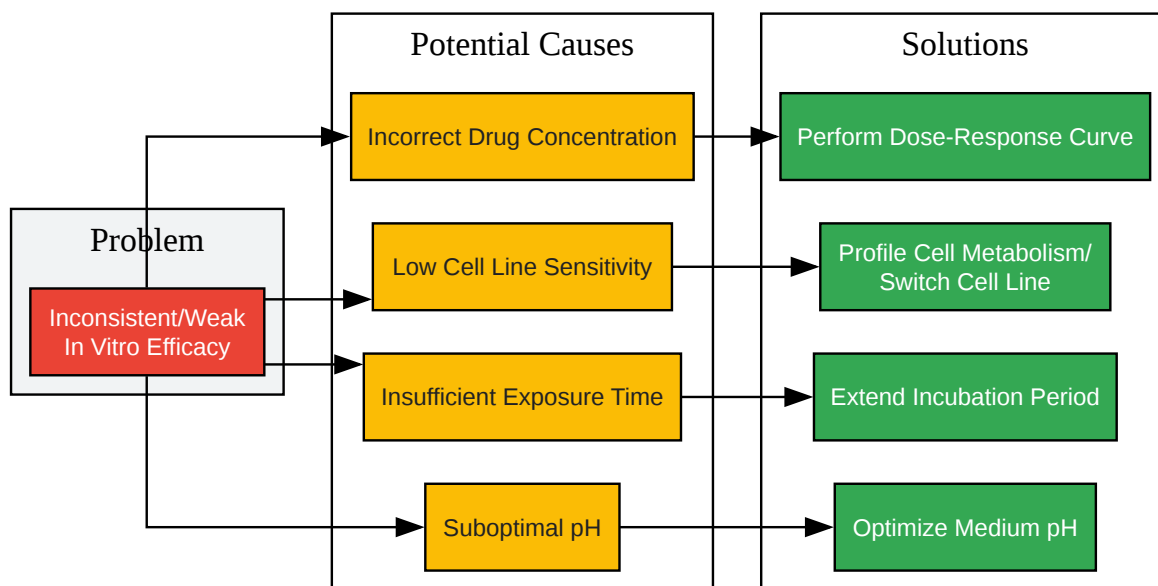 Potential Causes
Solutions
Incorrect Drug Concentration
Perform Dose-Response Curve
Problem
Low Cell Line Sensitivity
Profile Cell Metabolism/
Switch Cell Line
Inconsistent/Weak
In Vitro Efficacy
Insufficient Exposure Time
Extend Incubation Period
Suboptimal pH
Optimize Medium pH